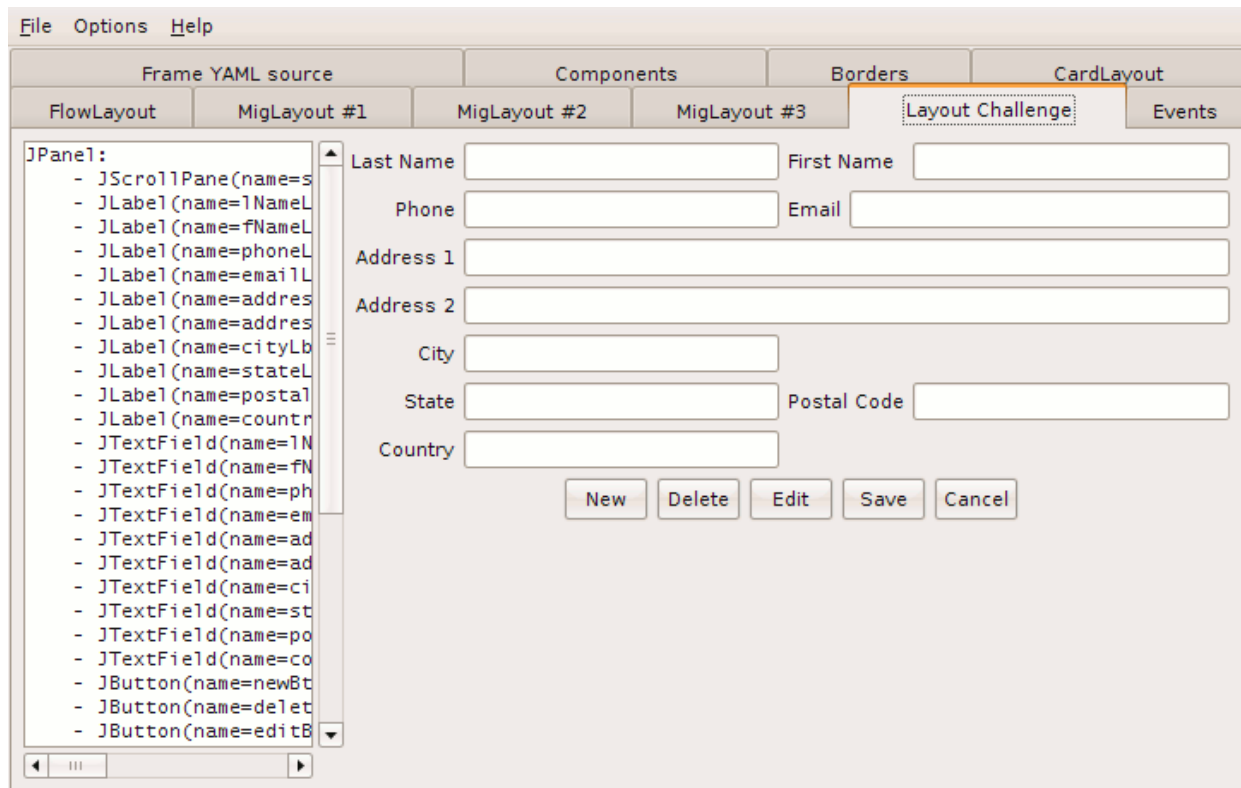 File Options Help
Frame YAML source Components Borders CardLayout
FlowLayout MigLayout #1 MigLayout #2 MigLayout #3 Layout Challenge Events
JPanel:
- JScrollPane(name=s
- JLabel(name=lNameL
- JLabel(name=fNameL
- JLabel(name=phoneL
- JLabel(name=emailL
- JLabel(name=addres
- JLabel(name=addres
- JLabel(name=cityLb
- JLabel(name=stateL
- JLabel(name=postal
- JLabel(name=countr
- JTextField(name=lN
- JTextField(name=fN
- JTextField(name=ph
- JTextField(name=em
- JTextField(name=ad
- JTextField(name=ad
- JTextField(name=ci
- JTextField(name=st
- JTextField(name=po
- JTextField(name=co
- JButton(name=newBt
- JButton(name=delet
- JButton(name=editB
Last Name First Name
Phone Email
Address 1
Address 2
City
State Postal Code
Country
New Delete Edit Save Cancel